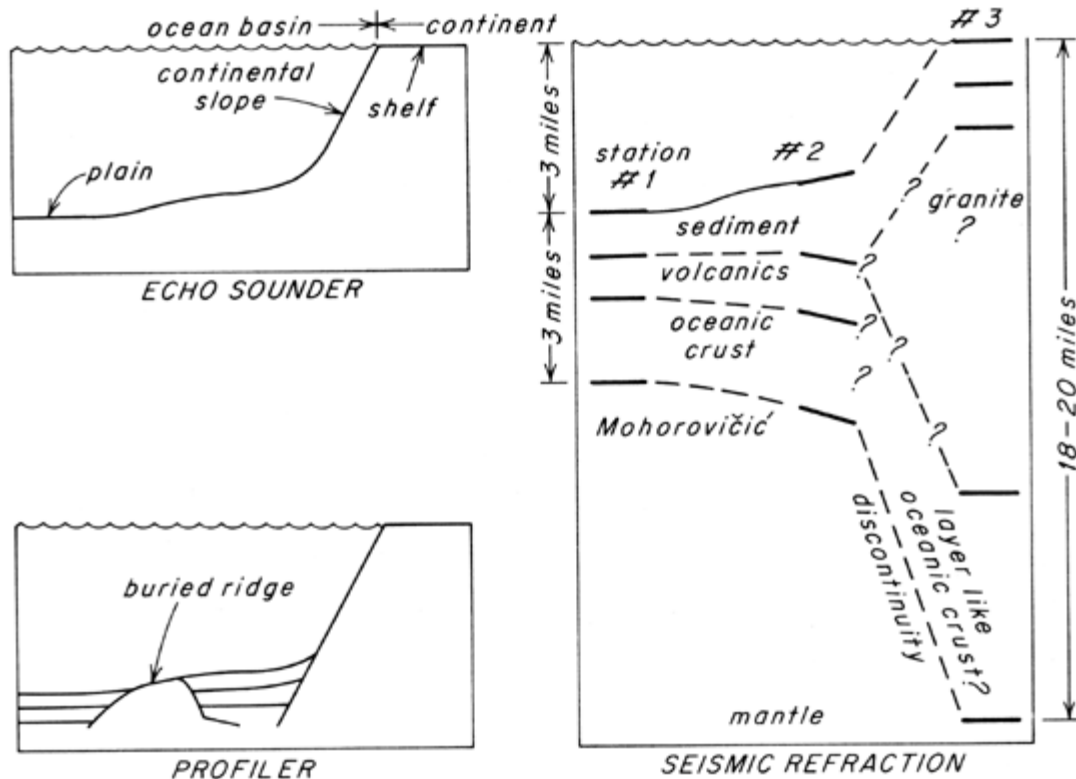 ocean basin
continent
continental
slope
shelf
plain
3 miles
ECHO SOUNDER
buried ridge
PROFILER
# 3
station
# 1
# 2
3 miles
sediment
volcanics
oceanic
crust
Mohorovičić
discontinuity
granite
?
?
?
?
?
?
?
layer like
oceanic crust?
mantle
18-20 miles
SEISMIC REFRACTION